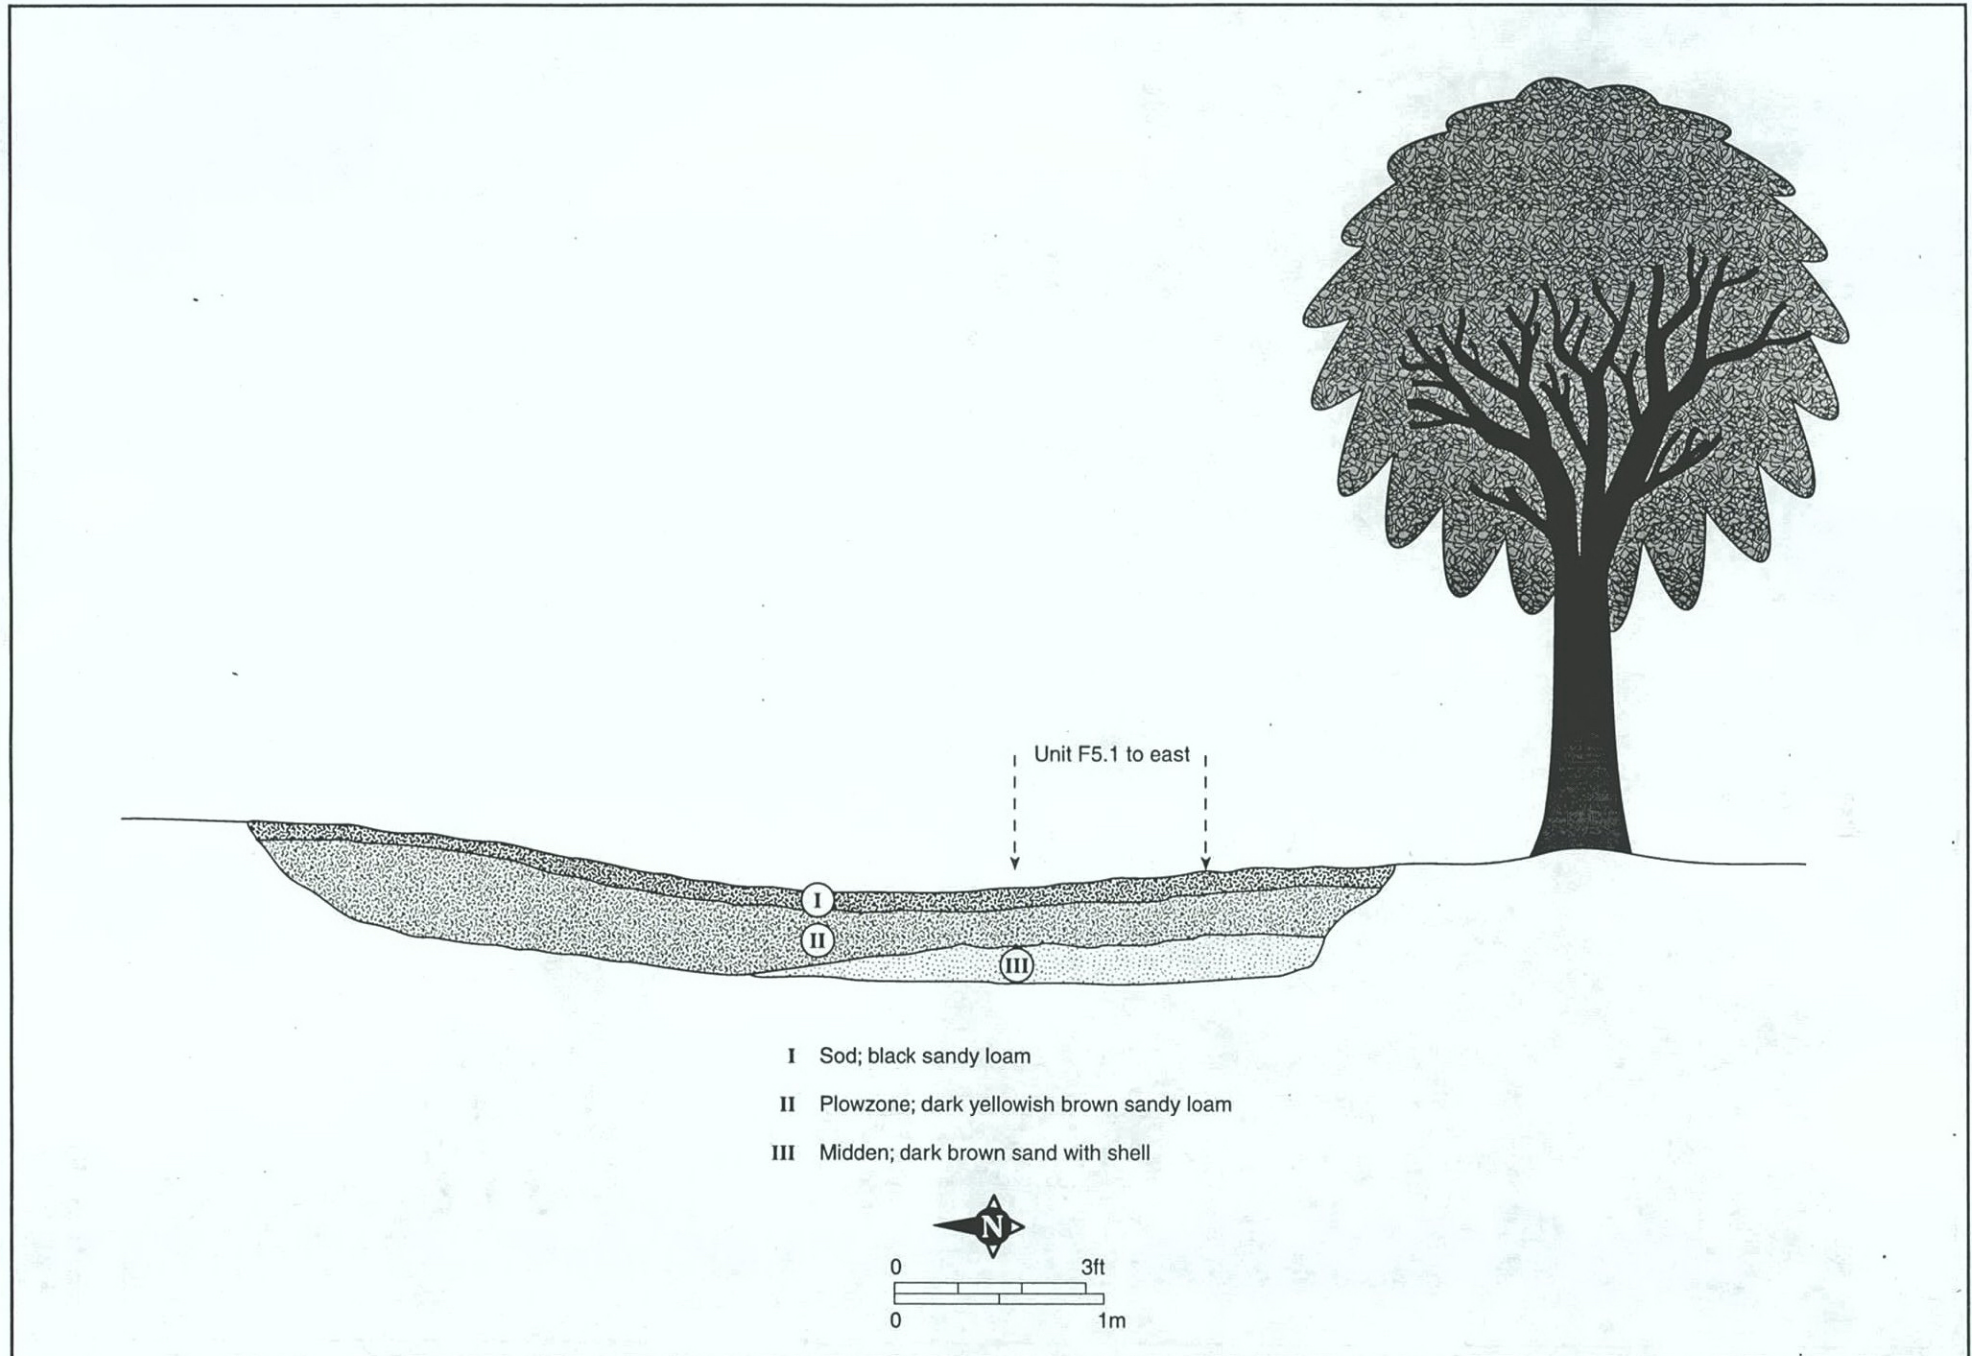 Unit F5.1 to east
I
II
III
I Sod; black sandy loam
II Plowzone; dark yellowish brown sandy loam
III Midden; dark brown sand with shell
N
0 3ft
0 1m